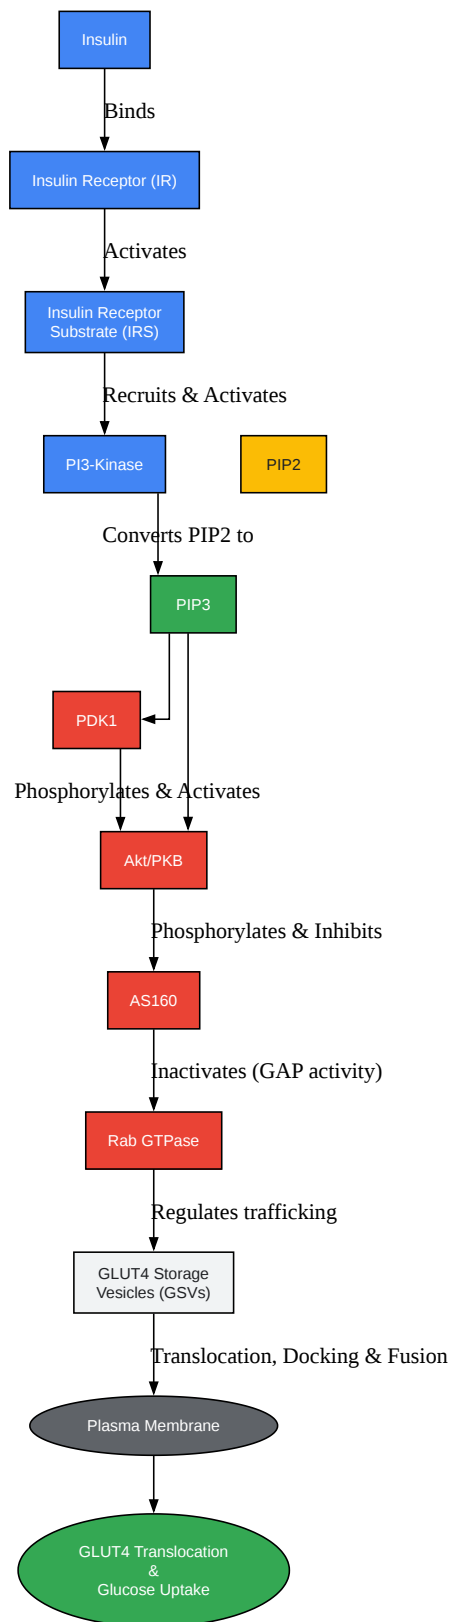 Insulin
Binds
Insulin Receptor (IR)
Activates
Insulin Receptor
Substrate (IRS)
Recruits & Activates
PI3-Kinase
PIP2
Converts PIP2 to
PIP3
PDK1
Phosphorylates & Activates
Akt/PKB
Phosphorylates & Inhibits
AS160
Inactivates (GAP activity)
Rab GTPase
Regulates trafficking
GLUT4 Storage
Vesicles (GSVs)
Translocation, Docking & Fusion
Plasma Membrane
GLUT4 Translocation
&
Glucose Uptake